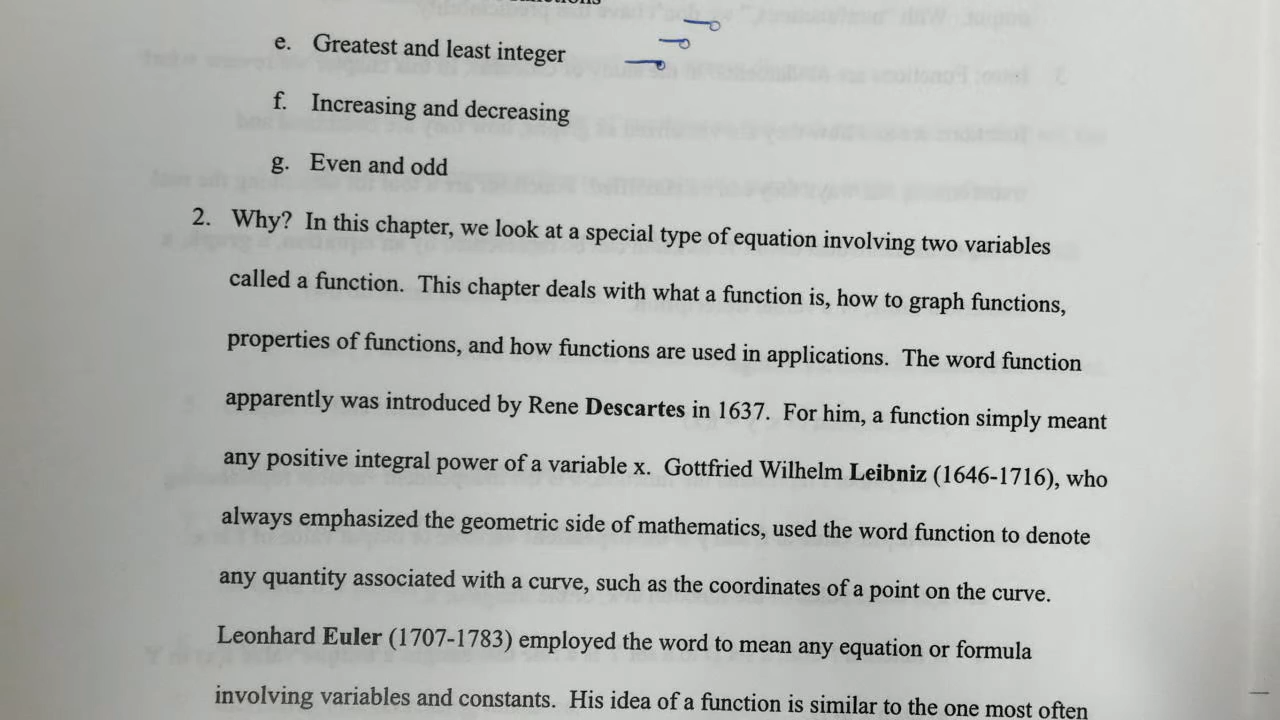 e. Greatest and least integer
f. Increasing and decreasing
g. Even and odd
2. Why? In this chapter, we look at a special type of equation involving two variables
called a function. This chapter deals with what a function is, how to graph functions,
properties of functions, and how functions are used in applications. The word function
apparently was introduced by Rene Descartes in 1637. For him, a function simply meant
any positive integral power of a variable x. Gottfried Wilhelm Leibniz (1646-1716), who
always emphasized the geometric side of mathematics, used the word function to denote
any quantity associated with a curve, such as the coordinates of a point on the curve.
Leonhard Euler (1707-1783) employed the word to mean any equation or formula
involving variables and constants. His idea of a function is similar to the one most often